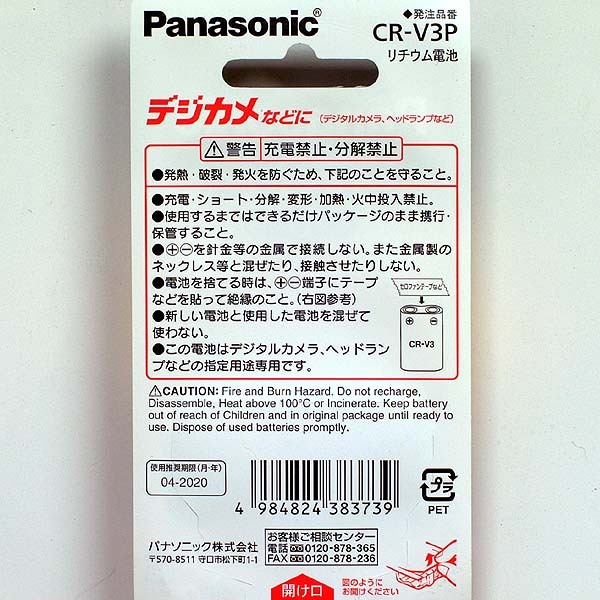 Panasonic®
◆発注品番
CR-V3P
リチウム電池
デジカメなどに (デジタルカメラ、ヘッドランプなど)
⚠警告 充電禁止・分解禁止
●発熱・破裂・発火を防ぐため、下記のことを守ること。
●充電・ショート・分解・変形・加熱・火中投入禁止。
●使用するまではできるだけパッケージのまま携行・
保管すること。
●⊕⊖を針金等の金属で接続しない。また金属製の
ネックレス等と混ぜたり、接触させたりしない。
●電池を捨てる時は、⊕⊖端子にテープ
などを貼って絶縁のこと。(右図参考)
●新しい電池と使用した電池を混ぜて
使わない。
●この電池はデジタルカメラ、ヘッドラン
プなどの指定用途専用です。
セロファンテープなど
⊕ ⊖
CR-V3
⚠CAUTION: Fire and Burn Hazard. Do not recharge,
Disassemble, Heat above 100°C or Incinerate. Keep battery
out of reach of Children and in original package until ready to
use. Dispose of used batteries promptly.
使用推奨期限(月-年)
04-2020
4 984824 383739
プラ
PET
パナソニック株式会社
〒570-8511 守口市松下町1-1
お客様ご相談センター
電話 0120-878-365
FAX 0120-878-236
開け口
図のように
お開けください。